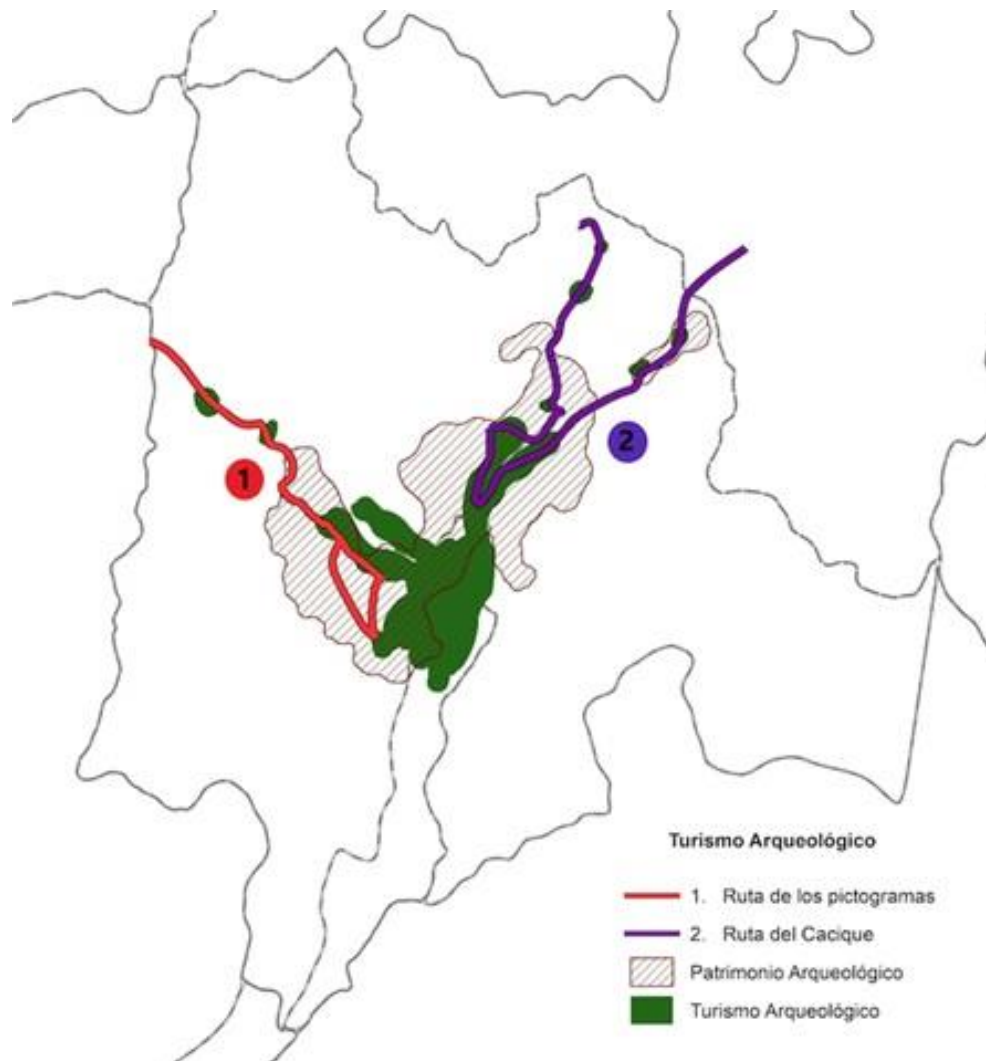 1
2
Turismo Arqueológico
1. Ruta de los pictogramas
2. Ruta del Cacique
Patrimonio Arqueológico
Turismo Arqueológico